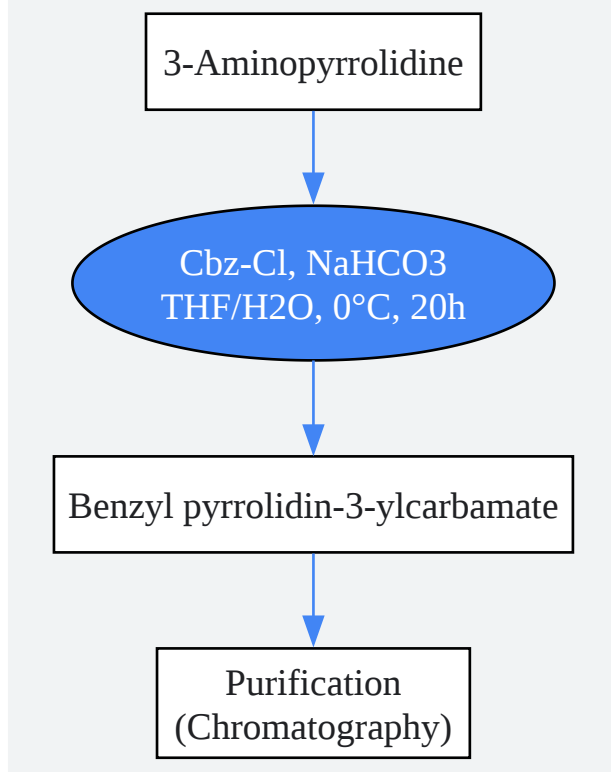 3-Aminopyrrolidine
Cbz-Cl, NaHCO3
THF/H2O, 0°C, 20h
Benzyl pyrrolidin-3-ylcarbamate
Purification
(Chromatography)